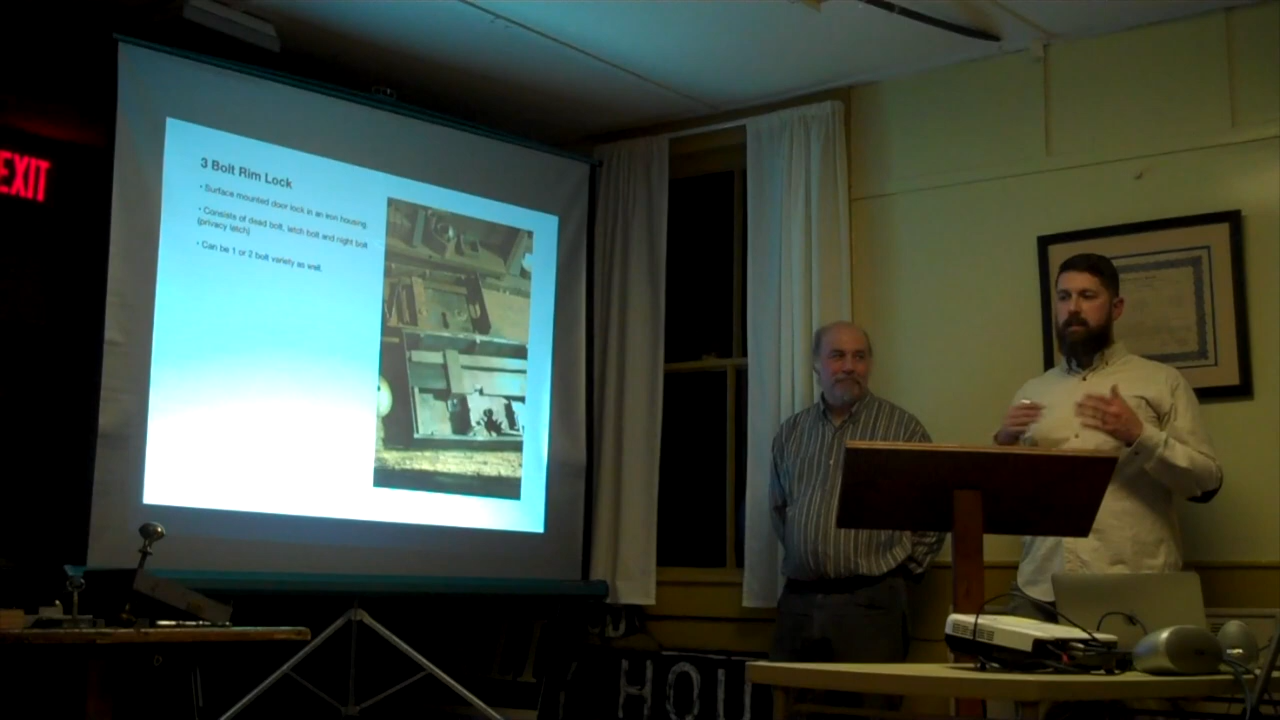 EXIT
3 Bolt Rim Lock
• Surface mounted door lock in an iron housing.
• Consists of dead bolt, latch bolt and night bolt
(privacy latch)
• Can be 1 or 2 bolt variety as well.
HOU